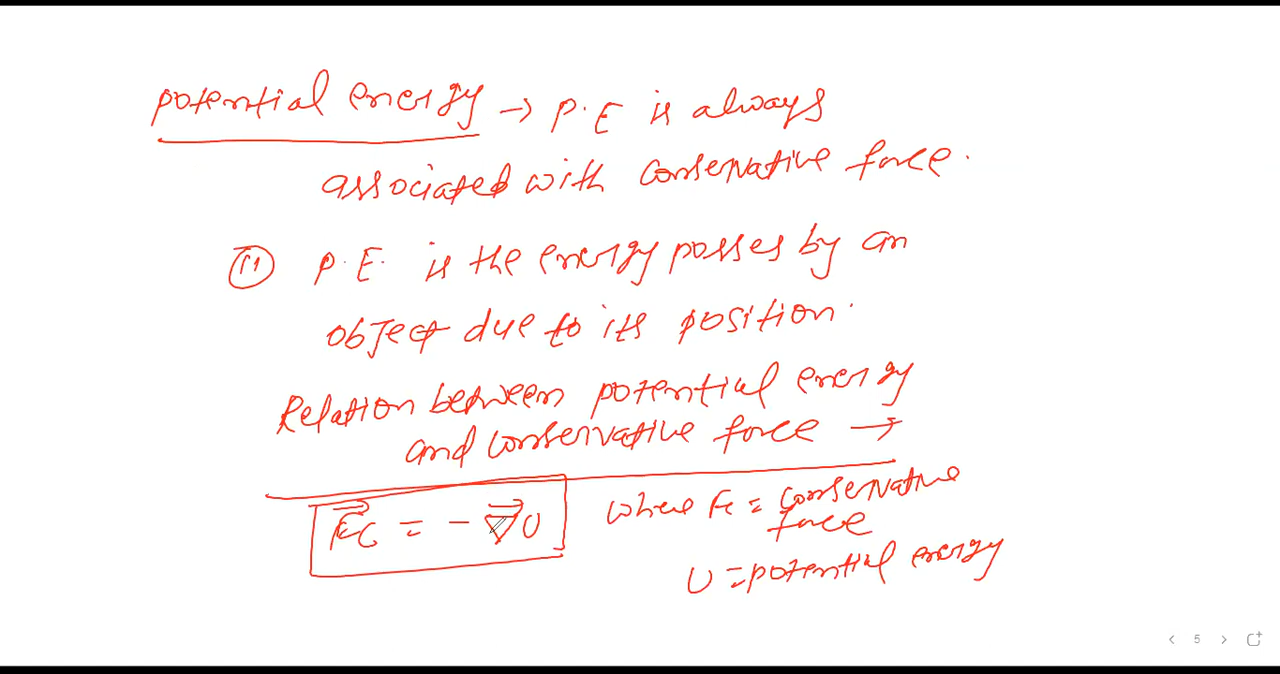 potential energy → P.E is always
associated with conservative force.
(11) P.E. is the energy posses by an
object due to its position.
Relation between potential energy
and conservative force →
F⃗c = - ∇⃗U where Fc = conservative
force
U = potential energy
5